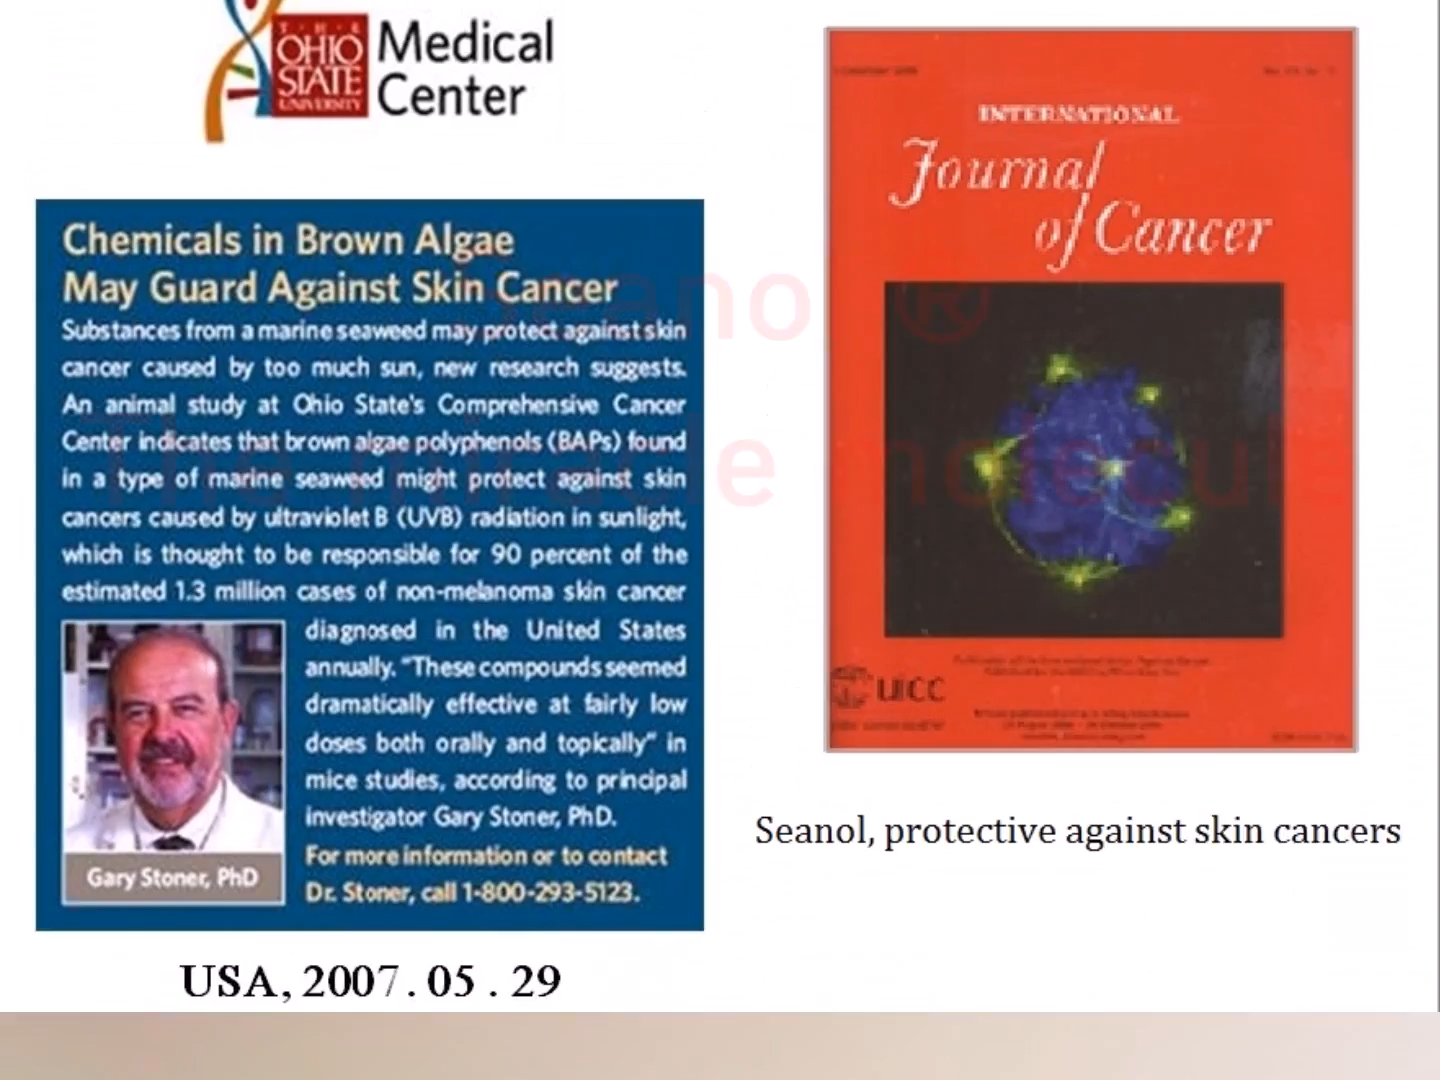 THE
OHIO
STATE
UNIVERSITY
Medical
Center
Chemicals in Brown Algae
May Guard Against Skin Cancer
Substances from a marine seaweed may protect against skin
cancer caused by too much sun, new research suggests.
An animal study at Ohio State's Comprehensive Cancer
Center indicates that brown algae polyphenols (BAPs) found
in a type of marine seaweed might protect against skin
cancers caused by ultraviolet B (UVB) radiation in sunlight,
which is thought to be responsible for 90 percent of the
estimated 1.3 million cases of non-melanoma skin cancer
diagnosed in the United States
annually. "These compounds seemed
dramatically effective at fairly low
doses both orally and topically" in
mice studies, according to principal
investigator Gary Stoner, PhD.
For more information or to contact
Dr. Stoner, call 1-800-293-5123.
Gary Stoner, PhD
USA, 2007 . 05 . 29
INTERNATIONAL
Journal
of Cancer
UICC
Seanol, protective against skin cancers
Seanol ®
The miracle molecule